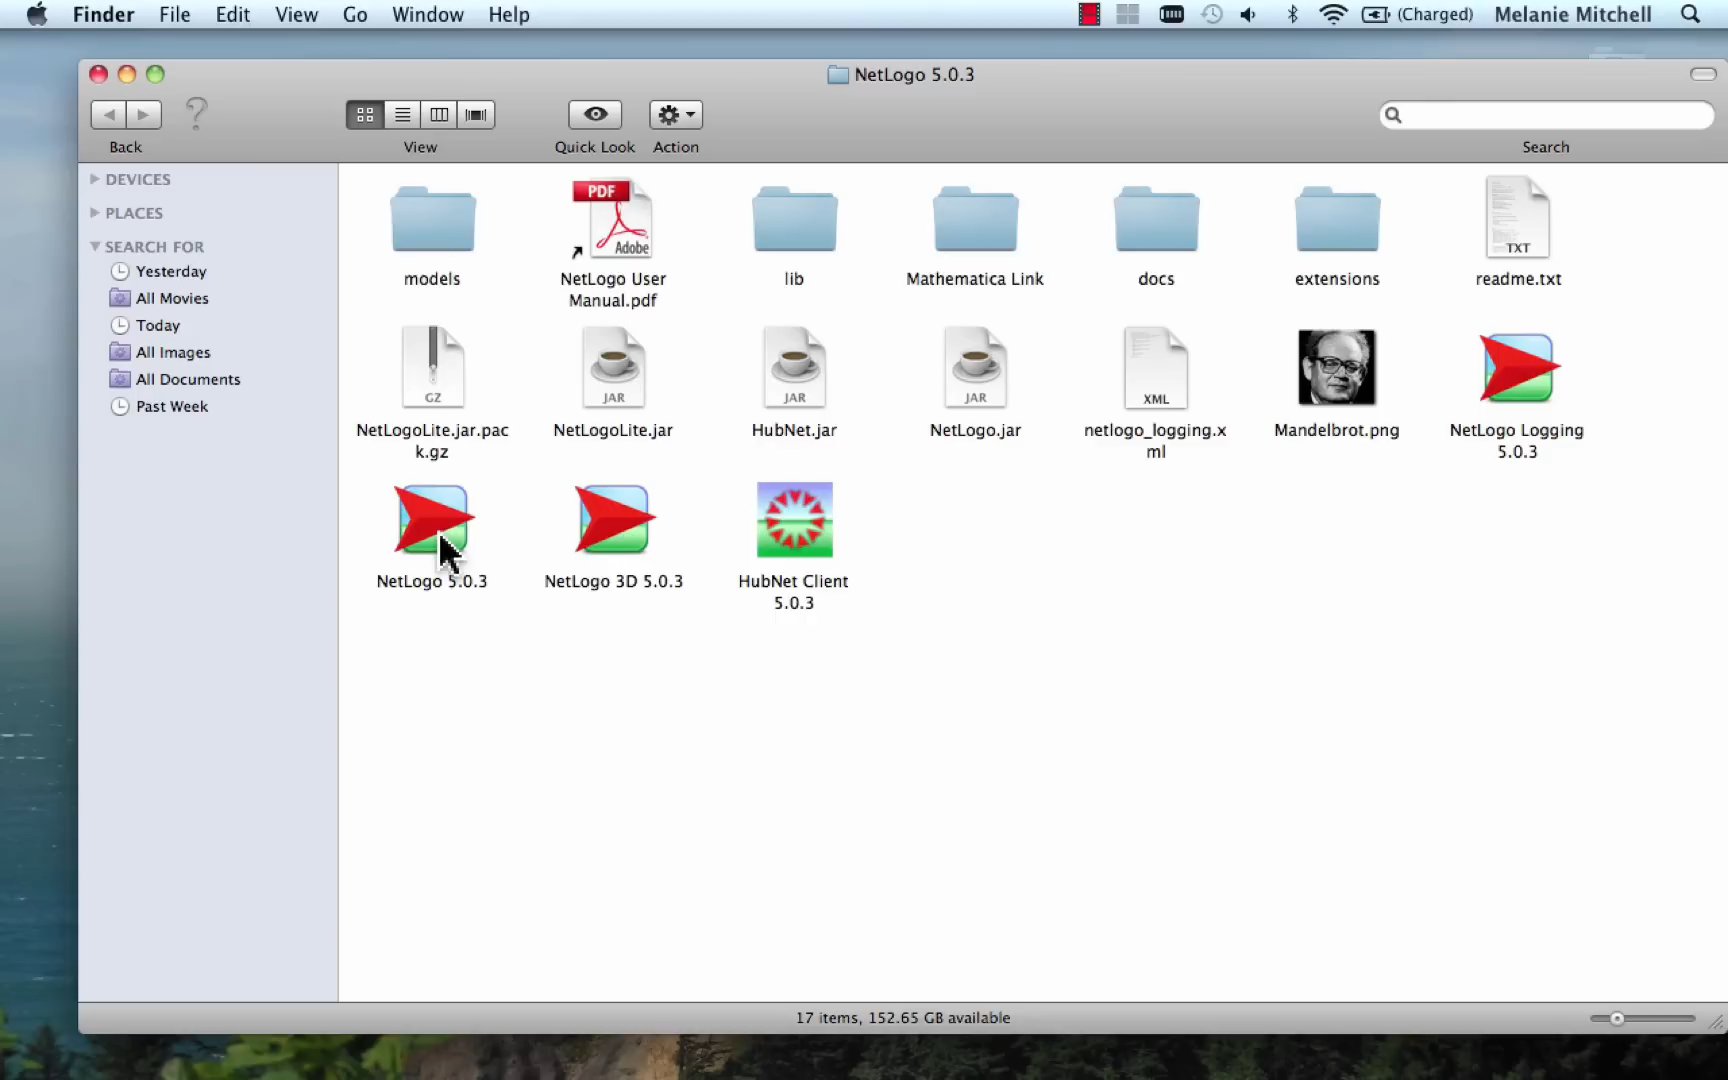 Finder File Edit View Go Window Help (Charged) Melanie Mitchell
NetLogo 5.0.3
Back View Quick Look Action Search
DEVICES
PLACES
SEARCH FOR
Yesterday
All Movies
Today
All Images
All Documents
Past Week
models
PDF
Adobe
NetLogo User
Manual.pdf
lib
Mathematica Link
docs
extensions
TXT
readme.txt
GZ
NetLogoLite.jar.pac
k.gz
JAR
NetLogoLite.jar
JAR
HubNet.jar
JAR
NetLogo.jar
XML
netlogo_logging.x
ml
Mandelbrot.png
NetLogo Logging
5.0.3
NetLogo 5.0.3
NetLogo 3D 5.0.3
HubNet Client
5.0.3
17 items, 152.65 GB available